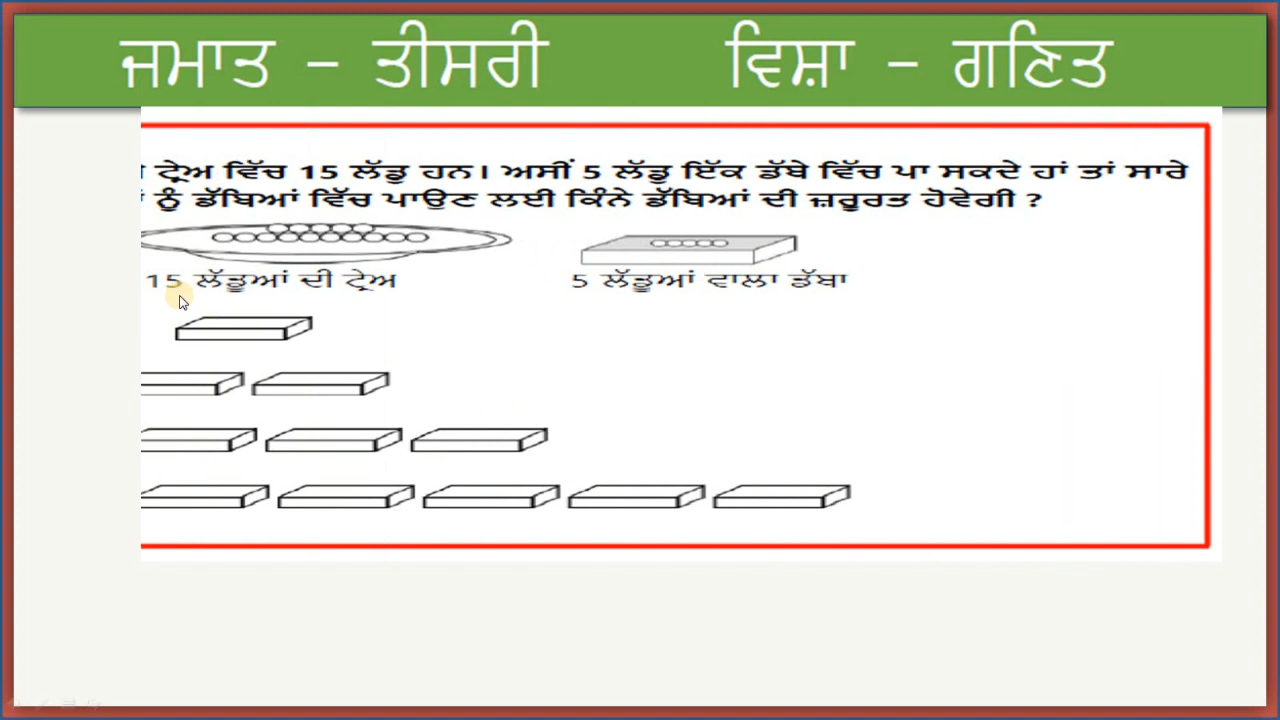 ਜਮਾਤ – ਤੀਸਰੀ ਵਿਸ਼ਾ – ਗਣਿਤ
ਟ੍ਰੇਅ ਵਿੱਚ 15 ਲੱਡੂ ਹਨ। ਅਸੀਂ 5 ਲੱਡੂ ਇੱਕ ਡੱਬੇ ਵਿੱਚ ਪਾ ਸਕਦੇ ਹਾਂ ਤਾਂ ਸਾਰੇ
ਨੂੰ ਡੱਬਿਆਂ ਵਿੱਚ ਪਾਉਣ ਲਈ ਕਿੰਨੇ ਡੱਬਿਆਂ ਦੀ ਜ਼ਰੂਰਤ ਹੋਵੇਗੀ ?
15 ਲੱਡੂਆਂ ਦੀ ਟ੍ਰੇਅ 5 ਲੱਡੂਆਂ ਵਾਲਾ ਡੱਬਾ